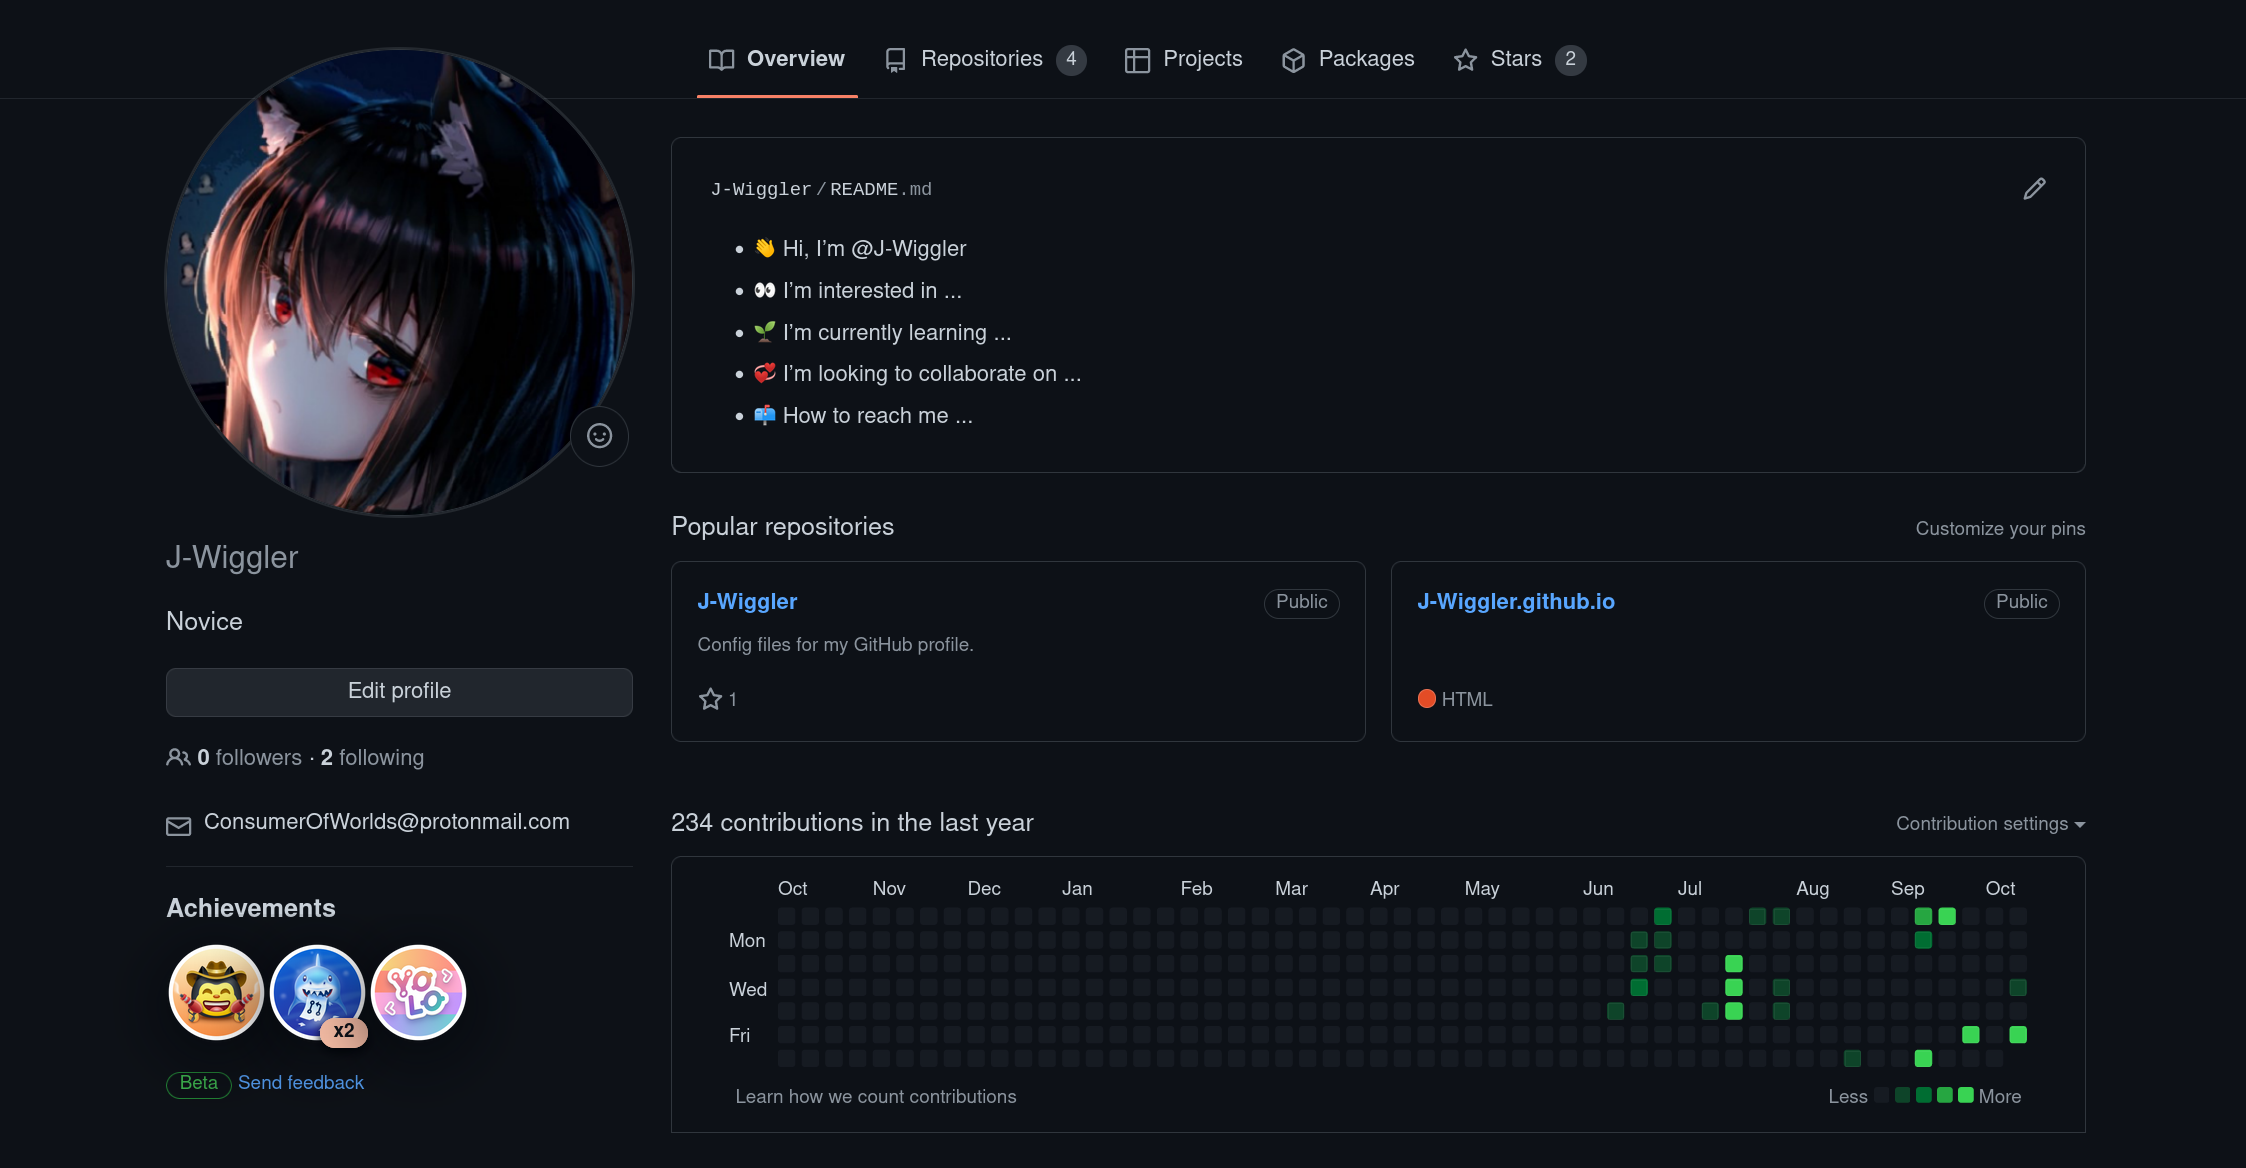 Overview Repositories 4 Projects Packages Stars 2
J-Wiggler/README.md
👋 Hi, I’m @J-Wiggler
👀 I’m interested in ...
🌱 I’m currently learning ...
💞️ I’m looking to collaborate on ...
📫 How to reach me ...
J-Wiggler
Novice
Edit profile
0 followers · 2 following
ConsumerOfWorlds@protonmail.com
Achievements
x2
YOLO
Beta Send feedback
Popular repositories
Customize your pins
J-Wiggler Public
Config files for my GitHub profile.
1
J-Wiggler.github.io Public
HTML
234 contributions in the last year
Contribution settings
Oct Nov Dec Jan Feb Mar Apr May Jun Jul Aug Sep Oct
Mon
Wed
Fri
Learn how we count contributions
Less More